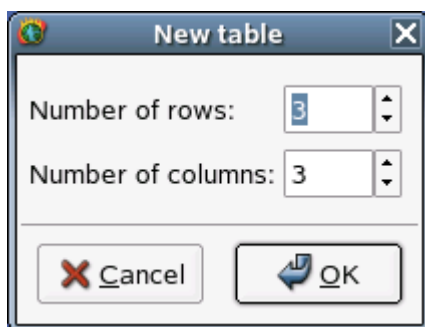 New table
Number of rows: 3
Number of columns: 3
Cancel OK